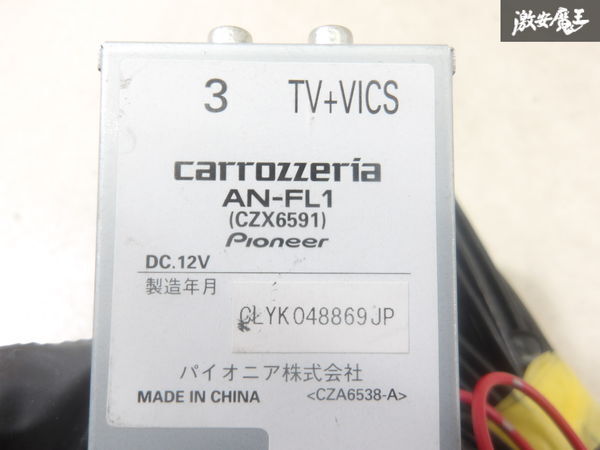 激安魔王
3 TV+VICS
carrozzeria
AN-FL1
(CZX6591)
Pioneer
DC.12V
製造年月
CLYK048869JP
パイオニア株式会社
MADE IN CHINA <CZA6538-A>